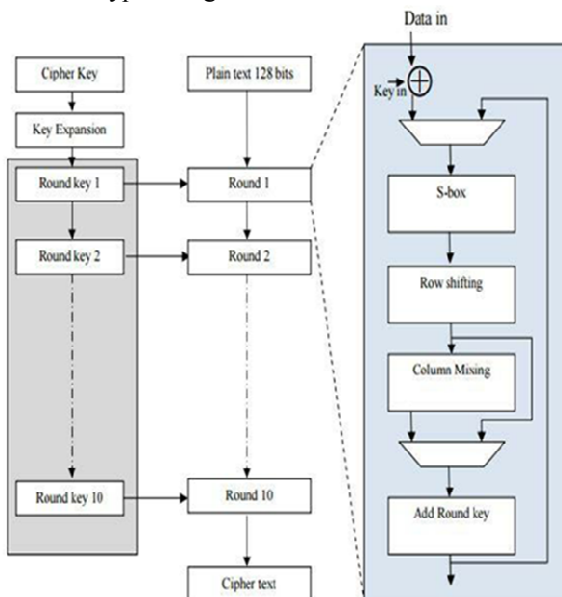 Data in
Cipher Key
Plain text 128 bits
Key in
Key Expansion
Round key 1
Round 1
S-box
Round key 2
Round 2
Row shifting
Column Mixing
Round key 10
Round 10
Add Round key
Cipher text